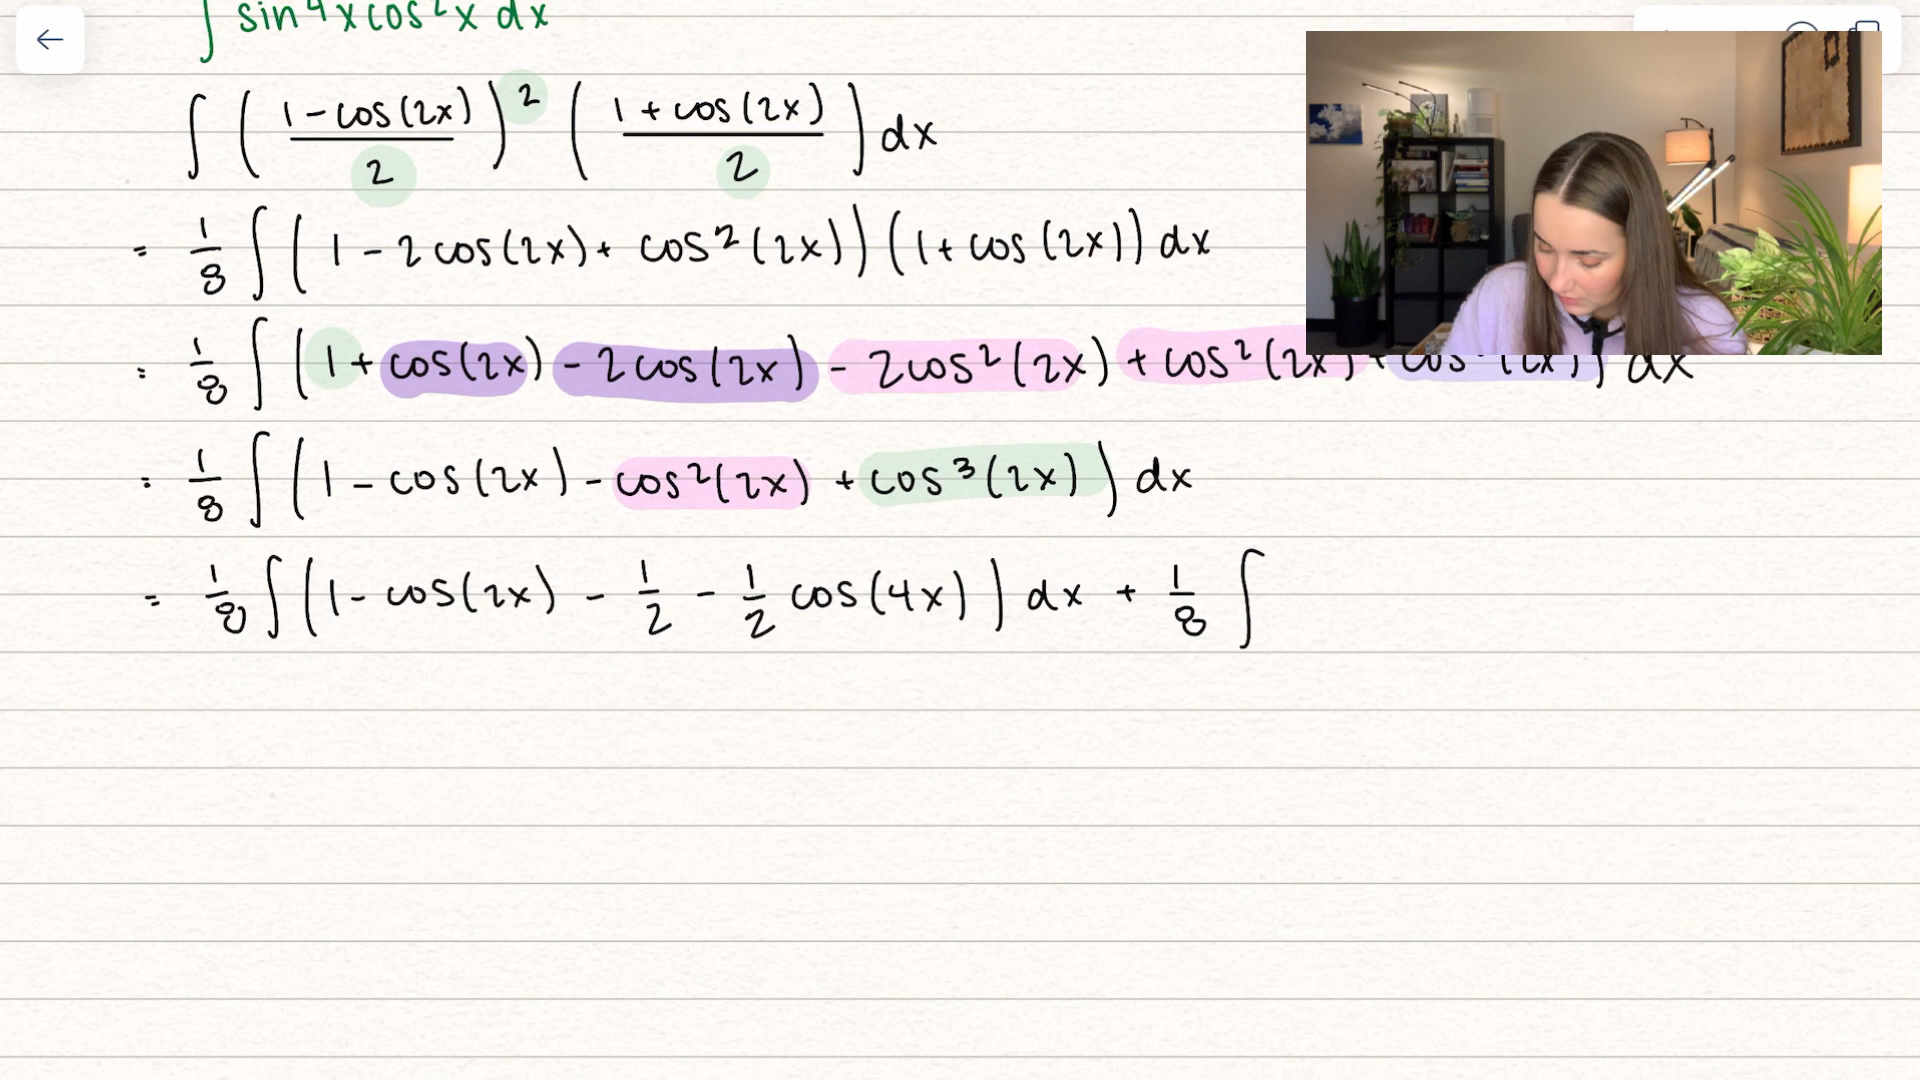 ∫ sin⁴x cos²x dx
∫ ( (1 - cos(2x))/2 )² ( (1 + cos(2x))/2 ) dx
= 1/8 ∫ ( 1 - 2cos(2x) + cos²(2x) ) ( 1 + cos(2x) ) dx
= 1/8 ∫ ( 1 + cos(2x) - 2cos(2x) - 2cos²(2x) + cos²(2x) + cos (2x) ) dx
= 1/8 ∫ ( 1 - cos(2x) - cos²(2x) + cos³(2x) ) dx
= 1/8 ∫ ( 1 - cos(2x) - 1/2 - 1/2 cos(4x) ) dx + 1/8 ∫